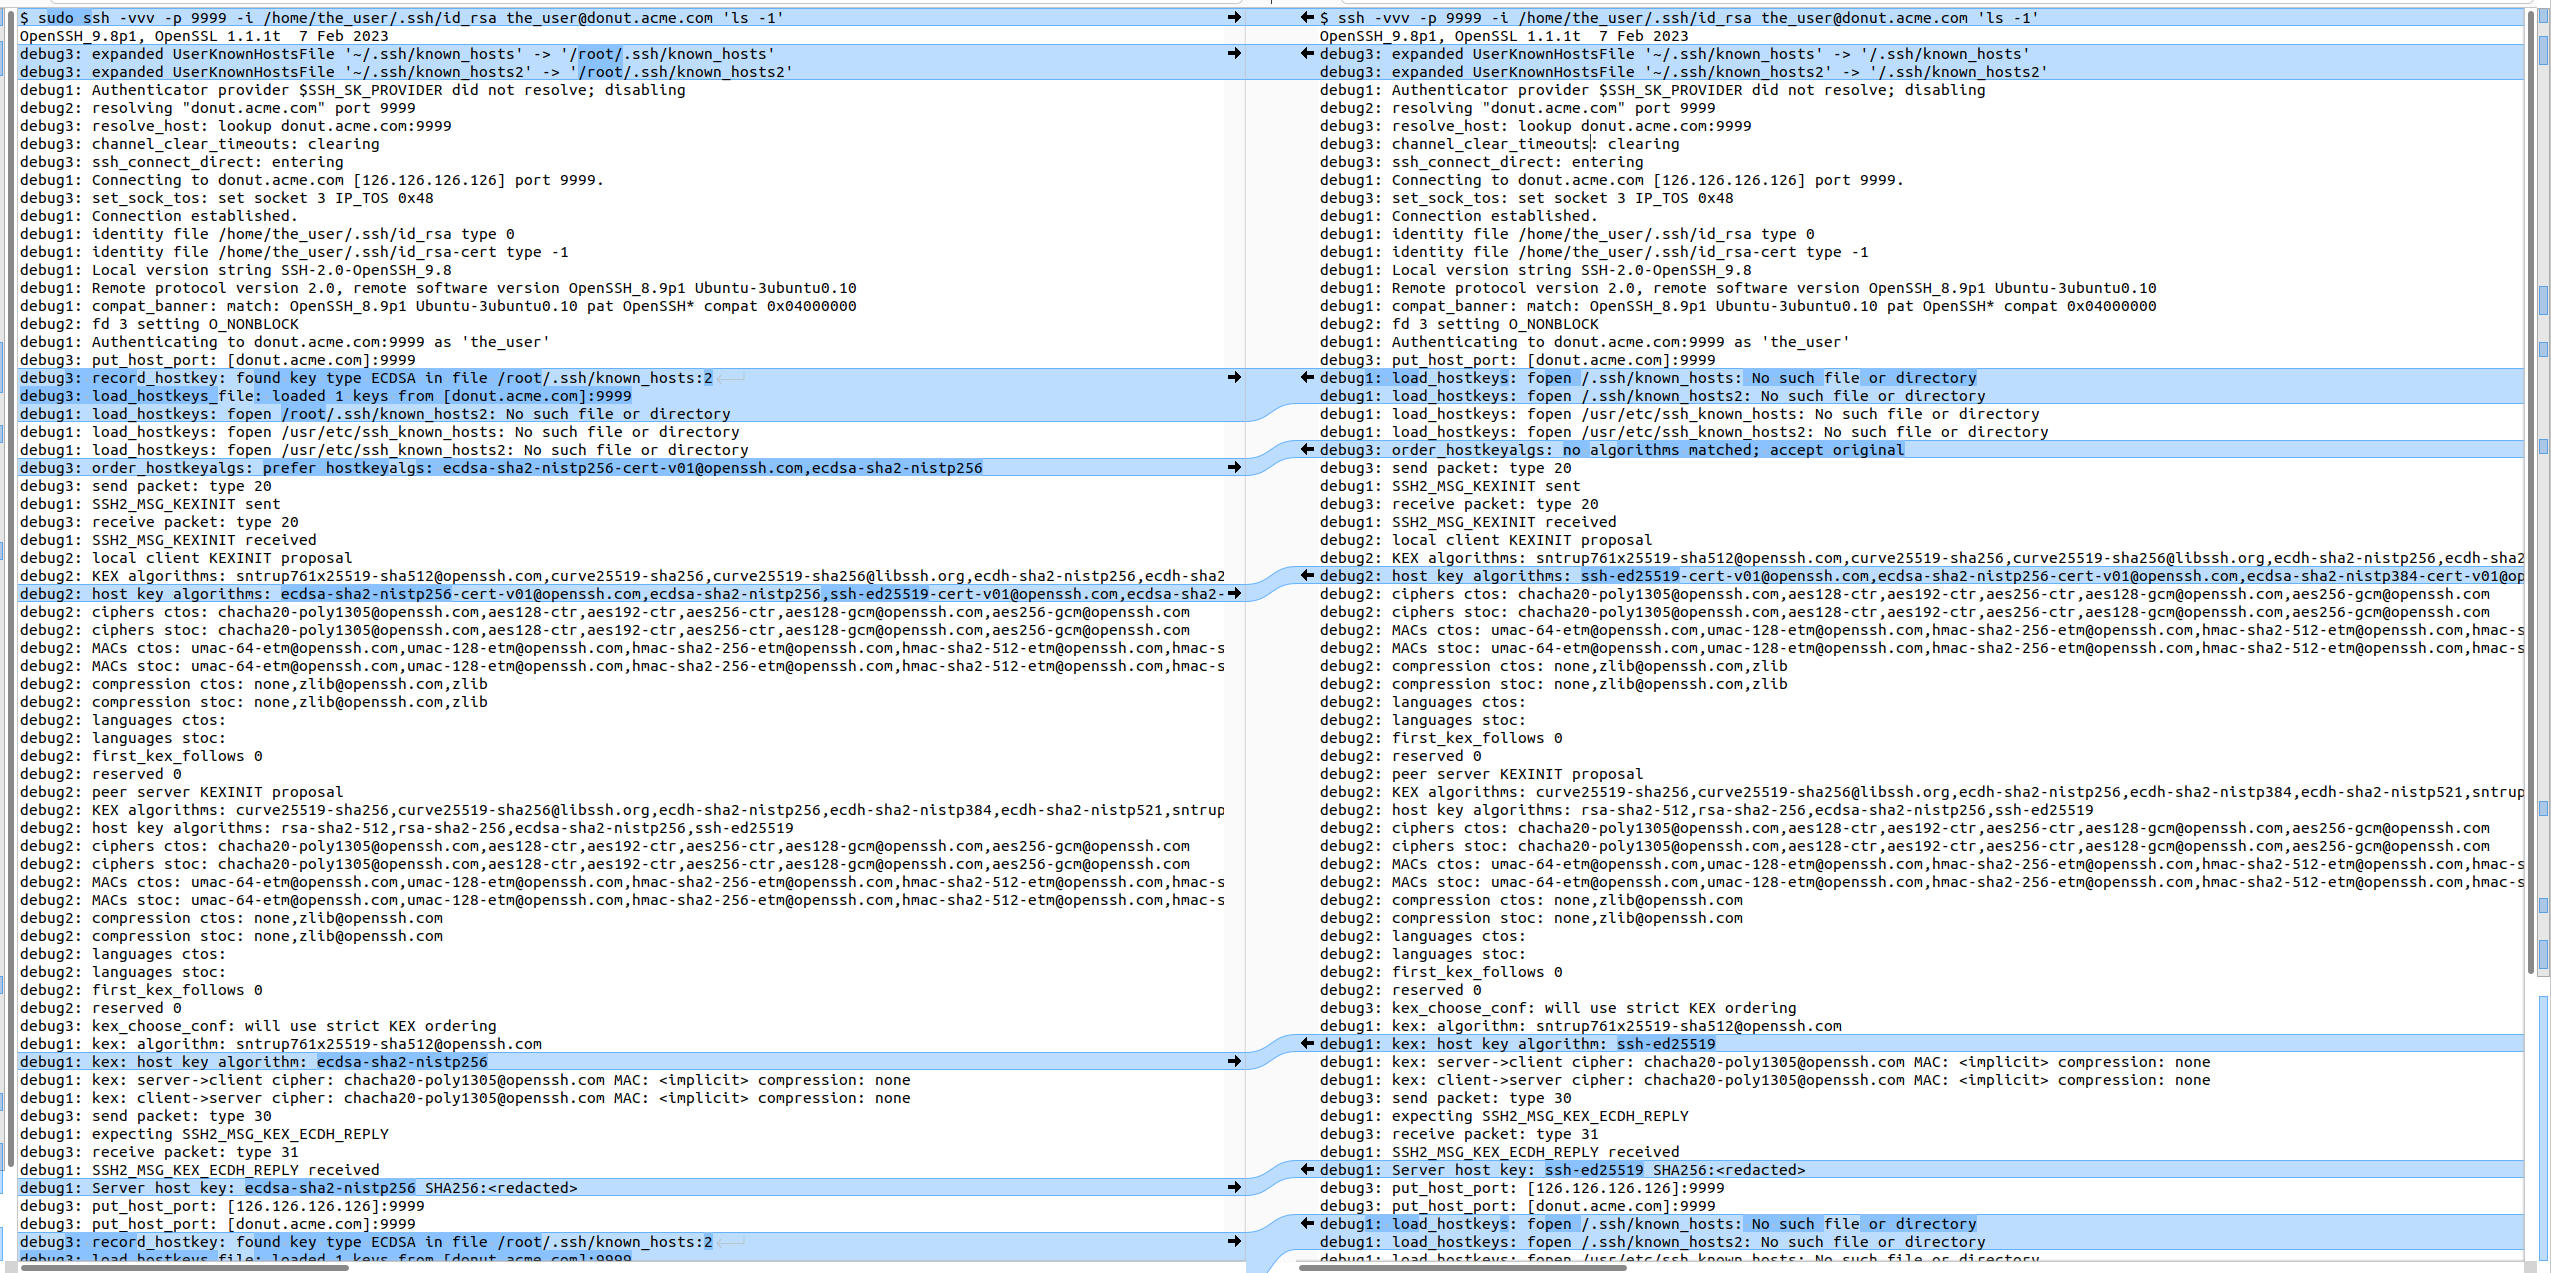 $ sudo ssh -vvv -p 9999 -i /home/the_user/.ssh/id_rsa the_user@donut.acme.com 'ls -1'
OpenSSH_9.8p1, OpenSSL 1.1.1t  7 Feb 2023
debug3: expanded UserKnownHostsFile '~/.ssh/known_hosts' -> '/root/.ssh/known_hosts'
debug3: expanded UserKnownHostsFile '~/.ssh/known_hosts2' -> '/root/.ssh/known_hosts2'
debug1: Authenticator provider $SSH_SK_PROVIDER did not resolve; disabling
debug2: resolving "donut.acme.com" port 9999
debug3: resolve_host: lookup donut.acme.com:9999
debug3: channel_clear_timeouts: clearing
debug3: ssh_connect_direct: entering
debug1: Connecting to donut.acme.com [126.126.126.126] port 9999.
debug3: set_sock_tos: set socket 3 IP_TOS 0x48
debug1: Connection established.
debug1: identity file /home/the_user/.ssh/id_rsa type 0
debug1: identity file /home/the_user/.ssh/id_rsa-cert type -1
debug1: Local version string SSH-2.0-OpenSSH_9.8
debug1: Remote protocol version 2.0, remote software version OpenSSH_8.9p1 Ubuntu-3ubuntu0.10
debug1: compat_banner: match: OpenSSH_8.9p1 Ubuntu-3ubuntu0.10 pat OpenSSH* compat 0x04000000
debug2: fd 3 setting O_NONBLOCK
debug1: Authenticating to donut.acme.com:9999 as 'the_user'
debug3: put_host_port: [donut.acme.com]:9999
debug3: record_hostkey: found key type ECDSA in file /root/.ssh/known_hosts:2
debug3: load_hostkeys_file: loaded 1 keys from [donut.acme.com]:9999
debug1: load_hostkeys: fopen /root/.ssh/known_hosts2: No such file or directory
debug1: load_hostkeys: fopen /usr/etc/ssh_known_hosts: No such file or directory
debug1: load_hostkeys: fopen /usr/etc/ssh_known_hosts2: No such file or directory
debug3: order_hostkeyalgs: prefer hostkeyalgs: ecdsa-sha2-nistp256-cert-v01@openssh.com,ecdsa-sha2-nistp256
debug3: send packet: type 20
debug1: SSH2_MSG_KEXINIT sent
debug3: receive packet: type 20
debug1: SSH2_MSG_KEXINIT received
debug2: local client KEXINIT proposal
debug2: KEX algorithms: sntrup761x25519-sha512@openssh.com,curve25519-sha256,curve25519-sha256@libssh.org,ecdh-sha2-nistp256,ecdh-sha2
debug2: host key algorithms: ecdsa-sha2-nistp256-cert-v01@openssh.com,ecdsa-sha2-nistp256,ssh-ed25519-cert-v01@openssh.com,ecdsa-sha2-
debug2: ciphers ctos: chacha20-poly1305@openssh.com,aes128-ctr,aes192-ctr,aes256-ctr,aes128-gcm@openssh.com,aes256-gcm@openssh.com
debug2: ciphers stoc: chacha20-poly1305@openssh.com,aes128-ctr,aes192-ctr,aes256-ctr,aes128-gcm@openssh.com,aes256-gcm@openssh.com
debug2: MACs ctos: umac-64-etm@openssh.com,umac-128-etm@openssh.com,hmac-sha2-256-etm@openssh.com,hmac-sha2-512-etm@openssh.com,hmac-s
debug2: MACs stoc: umac-64-etm@openssh.com,umac-128-etm@openssh.com,hmac-sha2-256-etm@openssh.com,hmac-sha2-512-etm@openssh.com,hmac-s
debug2: compression ctos: none,zlib@openssh.com,zlib
debug2: compression stoc: none,zlib@openssh.com,zlib
debug2: languages ctos:
debug2: languages stoc:
debug2: first_kex_follows 0
debug2: reserved 0
debug2: peer server KEXINIT proposal
debug2: KEX algorithms: curve25519-sha256,curve25519-sha256@libssh.org,ecdh-sha2-nistp256,ecdh-sha2-nistp384,ecdh-sha2-nistp521,sntrup
debug2: host key algorithms: rsa-sha2-512,rsa-sha2-256,ecdsa-sha2-nistp256,ssh-ed25519
debug2: ciphers ctos: chacha20-poly1305@openssh.com,aes128-ctr,aes192-ctr,aes256-ctr,aes128-gcm@openssh.com,aes256-gcm@openssh.com
debug2: ciphers stoc: chacha20-poly1305@openssh.com,aes128-ctr,aes192-ctr,aes256-ctr,aes128-gcm@openssh.com,aes256-gcm@openssh.com
debug2: MACs ctos: umac-64-etm@openssh.com,umac-128-etm@openssh.com,hmac-sha2-256-etm@openssh.com,hmac-sha2-512-etm@openssh.com,hmac-s
debug2: MACs stoc: umac-64-etm@openssh.com,umac-128-etm@openssh.com,hmac-sha2-256-etm@openssh.com,hmac-sha2-512-etm@openssh.com,hmac-s
debug2: compression ctos: none,zlib@openssh.com
debug2: compression stoc: none,zlib@openssh.com
debug2: languages ctos:
debug2: languages stoc:
debug2: first_kex_follows 0
debug2: reserved 0
debug3: kex_choose_conf: will use strict KEX ordering
debug1: kex: algorithm: sntrup761x25519-sha512@openssh.com
debug1: kex: host key algorithm: ecdsa-sha2-nistp256
debug1: kex: server->client cipher: chacha20-poly1305@openssh.com MAC: <implicit> compression: none
debug1: kex: client->server cipher: chacha20-poly1305@openssh.com MAC: <implicit> compression: none
debug3: send packet: type 30
debug1: expecting SSH2_MSG_KEX_ECDH_REPLY
debug3: receive packet: type 31
debug1: SSH2_MSG_KEX_ECDH_REPLY received
debug1: Server host key: ecdsa-sha2-nistp256 SHA256:<redacted>
debug3: put_host_port: [126.126.126.126]:9999
debug3: put_host_port: [donut.acme.com]:9999
debug3: record_hostkey: found key type ECDSA in file /root/.ssh/known_hosts:2
debug3: load_hostkeys_file: loaded 1 keys from [donut.acme.com]:9999
$ ssh -vvv -p 9999 -i /home/the_user/.ssh/id_rsa the_user@donut.acme.com 'ls -1'
OpenSSH_9.8p1, OpenSSL 1.1.1t  7 Feb 2023
debug3: expanded UserKnownHostsFile '~/.ssh/known_hosts' -> '/.ssh/known_hosts'
debug3: expanded UserKnownHostsFile '~/.ssh/known_hosts2' -> '/.ssh/known_hosts2'
debug1: Authenticator provider $SSH_SK_PROVIDER did not resolve; disabling
debug2: resolving "donut.acme.com" port 9999
debug3: resolve_host: lookup donut.acme.com:9999
debug3: channel_clear_timeouts: clearing
debug3: ssh_connect_direct: entering
debug1: Connecting to donut.acme.com [126.126.126.126] port 9999.
debug3: set_sock_tos: set socket 3 IP_TOS 0x48
debug1: Connection established.
debug1: identity file /home/the_user/.ssh/id_rsa type 0
debug1: identity file /home/the_user/.ssh/id_rsa-cert type -1
debug1: Local version string SSH-2.0-OpenSSH_9.8
debug1: Remote protocol version 2.0, remote software version OpenSSH_8.9p1 Ubuntu-3ubuntu0.10
debug1: compat_banner: match: OpenSSH_8.9p1 Ubuntu-3ubuntu0.10 pat OpenSSH* compat 0x04000000
debug2: fd 3 setting O_NONBLOCK
debug1: Authenticating to donut.acme.com:9999 as 'the_user'
debug3: put_host_port: [donut.acme.com]:9999
debug1: load_hostkeys: fopen /.ssh/known_hosts: No such file or directory
debug1: load_hostkeys: fopen /.ssh/known_hosts2: No such file or directory
debug1: load_hostkeys: fopen /usr/etc/ssh_known_hosts: No such file or directory
debug1: load_hostkeys: fopen /usr/etc/ssh_known_hosts2: No such file or directory
debug3: order_hostkeyalgs: no algorithms matched; accept original
debug3: send packet: type 20
debug1: SSH2_MSG_KEXINIT sent
debug3: receive packet: type 20
debug1: SSH2_MSG_KEXINIT received
debug2: local client KEXINIT proposal
debug2: KEX algorithms: sntrup761x25519-sha512@openssh.com,curve25519-sha256,curve25519-sha256@libssh.org,ecdh-sha2-nistp256,ecdh-sha2
debug2: host key algorithms: ssh-ed25519-cert-v01@openssh.com,ecdsa-sha2-nistp256-cert-v01@openssh.com,ecdsa-sha2-nistp384-cert-v01@op
debug2: ciphers ctos: chacha20-poly1305@openssh.com,aes128-ctr,aes192-ctr,aes256-ctr,aes128-gcm@openssh.com,aes256-gcm@openssh.com
debug2: ciphers stoc: chacha20-poly1305@openssh.com,aes128-ctr,aes192-ctr,aes256-ctr,aes128-gcm@openssh.com,aes256-gcm@openssh.com
debug2: MACs ctos: umac-64-etm@openssh.com,umac-128-etm@openssh.com,hmac-sha2-256-etm@openssh.com,hmac-sha2-512-etm@openssh.com,hmac-s
debug2: MACs stoc: umac-64-etm@openssh.com,umac-128-etm@openssh.com,hmac-sha2-256-etm@openssh.com,hmac-sha2-512-etm@openssh.com,hmac-s
debug2: compression ctos: none,zlib@openssh.com,zlib
debug2: compression stoc: none,zlib@openssh.com,zlib
debug2: languages ctos:
debug2: languages stoc:
debug2: first_kex_follows 0
debug2: reserved 0
debug2: peer server KEXINIT proposal
debug2: KEX algorithms: curve25519-sha256,curve25519-sha256@libssh.org,ecdh-sha2-nistp256,ecdh-sha2-nistp384,ecdh-sha2-nistp521,sntrup
debug2: host key algorithms: rsa-sha2-512,rsa-sha2-256,ecdsa-sha2-nistp256,ssh-ed25519
debug2: ciphers ctos: chacha20-poly1305@openssh.com,aes128-ctr,aes192-ctr,aes256-ctr,aes128-gcm@openssh.com,aes256-gcm@openssh.com
debug2: ciphers stoc: chacha20-poly1305@openssh.com,aes128-ctr,aes192-ctr,aes256-ctr,aes128-gcm@openssh.com,aes256-gcm@openssh.com
debug2: MACs ctos: umac-64-etm@openssh.com,umac-128-etm@openssh.com,hmac-sha2-256-etm@openssh.com,hmac-sha2-512-etm@openssh.com,hmac-s
debug2: MACs stoc: umac-64-etm@openssh.com,umac-128-etm@openssh.com,hmac-sha2-256-etm@openssh.com,hmac-sha2-512-etm@openssh.com,hmac-s
debug2: compression ctos: none,zlib@openssh.com
debug2: compression stoc: none,zlib@openssh.com
debug2: languages ctos:
debug2: languages stoc:
debug2: first_kex_follows 0
debug2: reserved 0
debug3: kex_choose_conf: will use strict KEX ordering
debug1: kex: algorithm: sntrup761x25519-sha512@openssh.com
debug1: kex: host key algorithm: ssh-ed25519
debug1: kex: server->client cipher: chacha20-poly1305@openssh.com MAC: <implicit> compression: none
debug1: kex: client->server cipher: chacha20-poly1305@openssh.com MAC: <implicit> compression: none
debug3: send packet: type 30
debug1: expecting SSH2_MSG_KEX_ECDH_REPLY
debug3: receive packet: type 31
debug1: SSH2_MSG_KEX_ECDH_REPLY received
debug1: Server host key: ssh-ed25519 SHA256:<redacted>
debug3: put_host_port: [126.126.126.126]:9999
debug3: put_host_port: [donut.acme.com]:9999
debug1: load_hostkeys: fopen /.ssh/known_hosts: No such file or directory
debug1: load_hostkeys: fopen /.ssh/known_hosts2: No such file or directory
debug1: load_hostkeys: fopen /usr/etc/ssh_known_hosts: No such file or directory